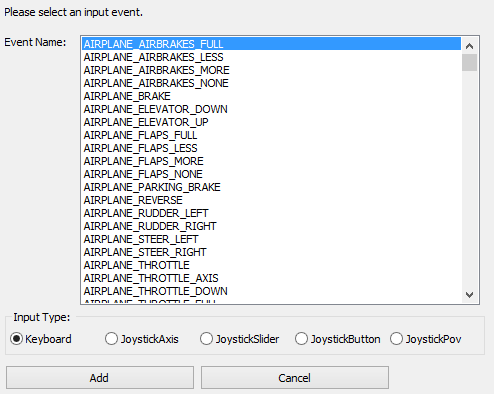 Please select an input event.
Event Name:
AIRPLANE_AIRBRAKES_FULL
AIRPLANE_AIRBRAKES_LESS
AIRPLANE_AIRBRAKES_MORE
AIRPLANE_AIRBRAKES_NONE
AIRPLANE_BRAKE
AIRPLANE_ELEVATOR_DOWN
AIRPLANE_ELEVATOR_UP
AIRPLANE_FLAPS_FULL
AIRPLANE_FLAPS_LESS
AIRPLANE_FLAPS_MORE
AIRPLANE_FLAPS_NONE
AIRPLANE_PARKING_BRAKE
AIRPLANE_REVERSE
AIRPLANE_RUDDER_LEFT
AIRPLANE_RUDDER_RIGHT
AIRPLANE_STEER_LEFT
AIRPLANE_STEER_RIGHT
AIRPLANE_THROTTLE
AIRPLANE_THROTTLE_AXIS
AIRPLANE_THROTTLE_DOWN
AIRPLANE_THROTTLE_FULL
Input Type:
Keyboard JoystickAxis JoystickSlider JoystickButton JoystickPov
Add Cancel